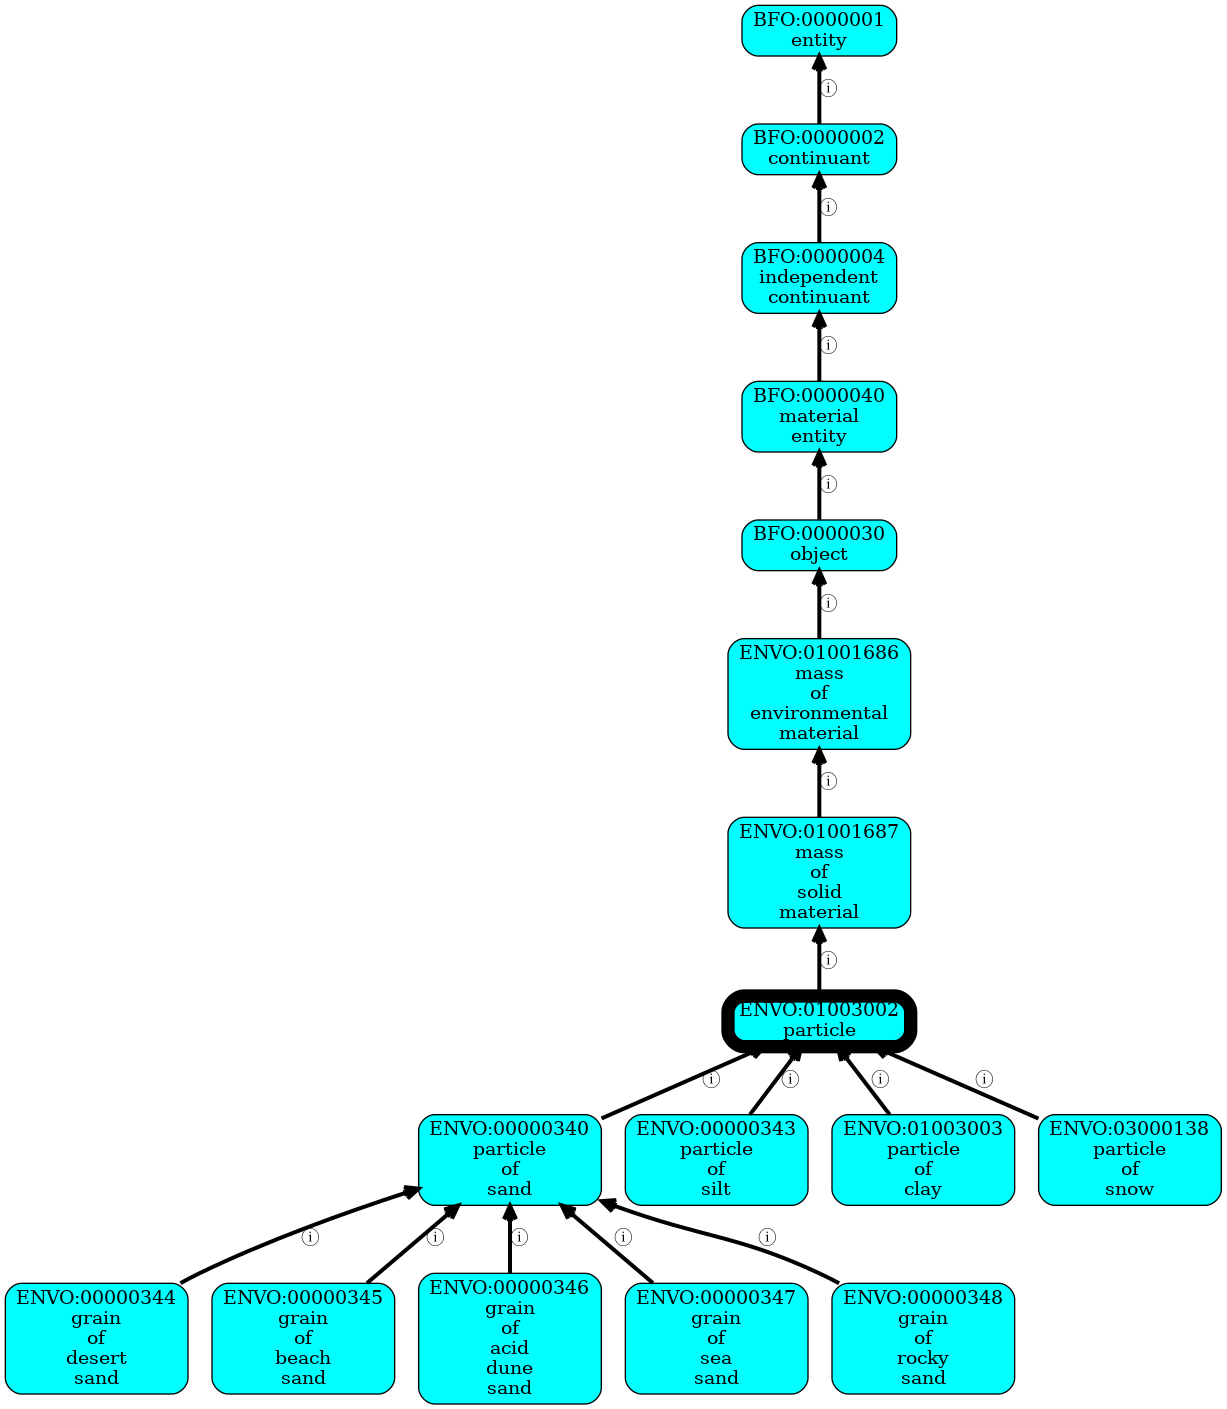 BFO:0000001
entity
ⓘ
BFO:0000002
continuant
ⓘ
BFO:0000004
independent
continuant
ⓘ
BFO:0000040
material
entity
ⓘ
BFO:0000030
object
ⓘ
ENVO:01001686
mass
of
environmental
material
ⓘ
ENVO:01001687
mass
of
solid
material
ⓘ
ENVO:01003002
particle
ⓘ
ⓘ
ⓘ
ⓘ
ENVO:00000340
particle
of
sand
ENVO:00000343
particle
of
silt
ENVO:01003003
particle
of
clay
ENVO:03000138
particle
of
snow
ⓘ
ⓘ
ⓘ
ⓘ
ⓘ
ENVO:00000344
grain
of
desert
sand
ENVO:00000345
grain
of
beach
sand
ENVO:00000346
grain
of
acid
dune
sand
ENVO:00000347
grain
of
sea
sand
ENVO:00000348
grain
of
rocky
sand